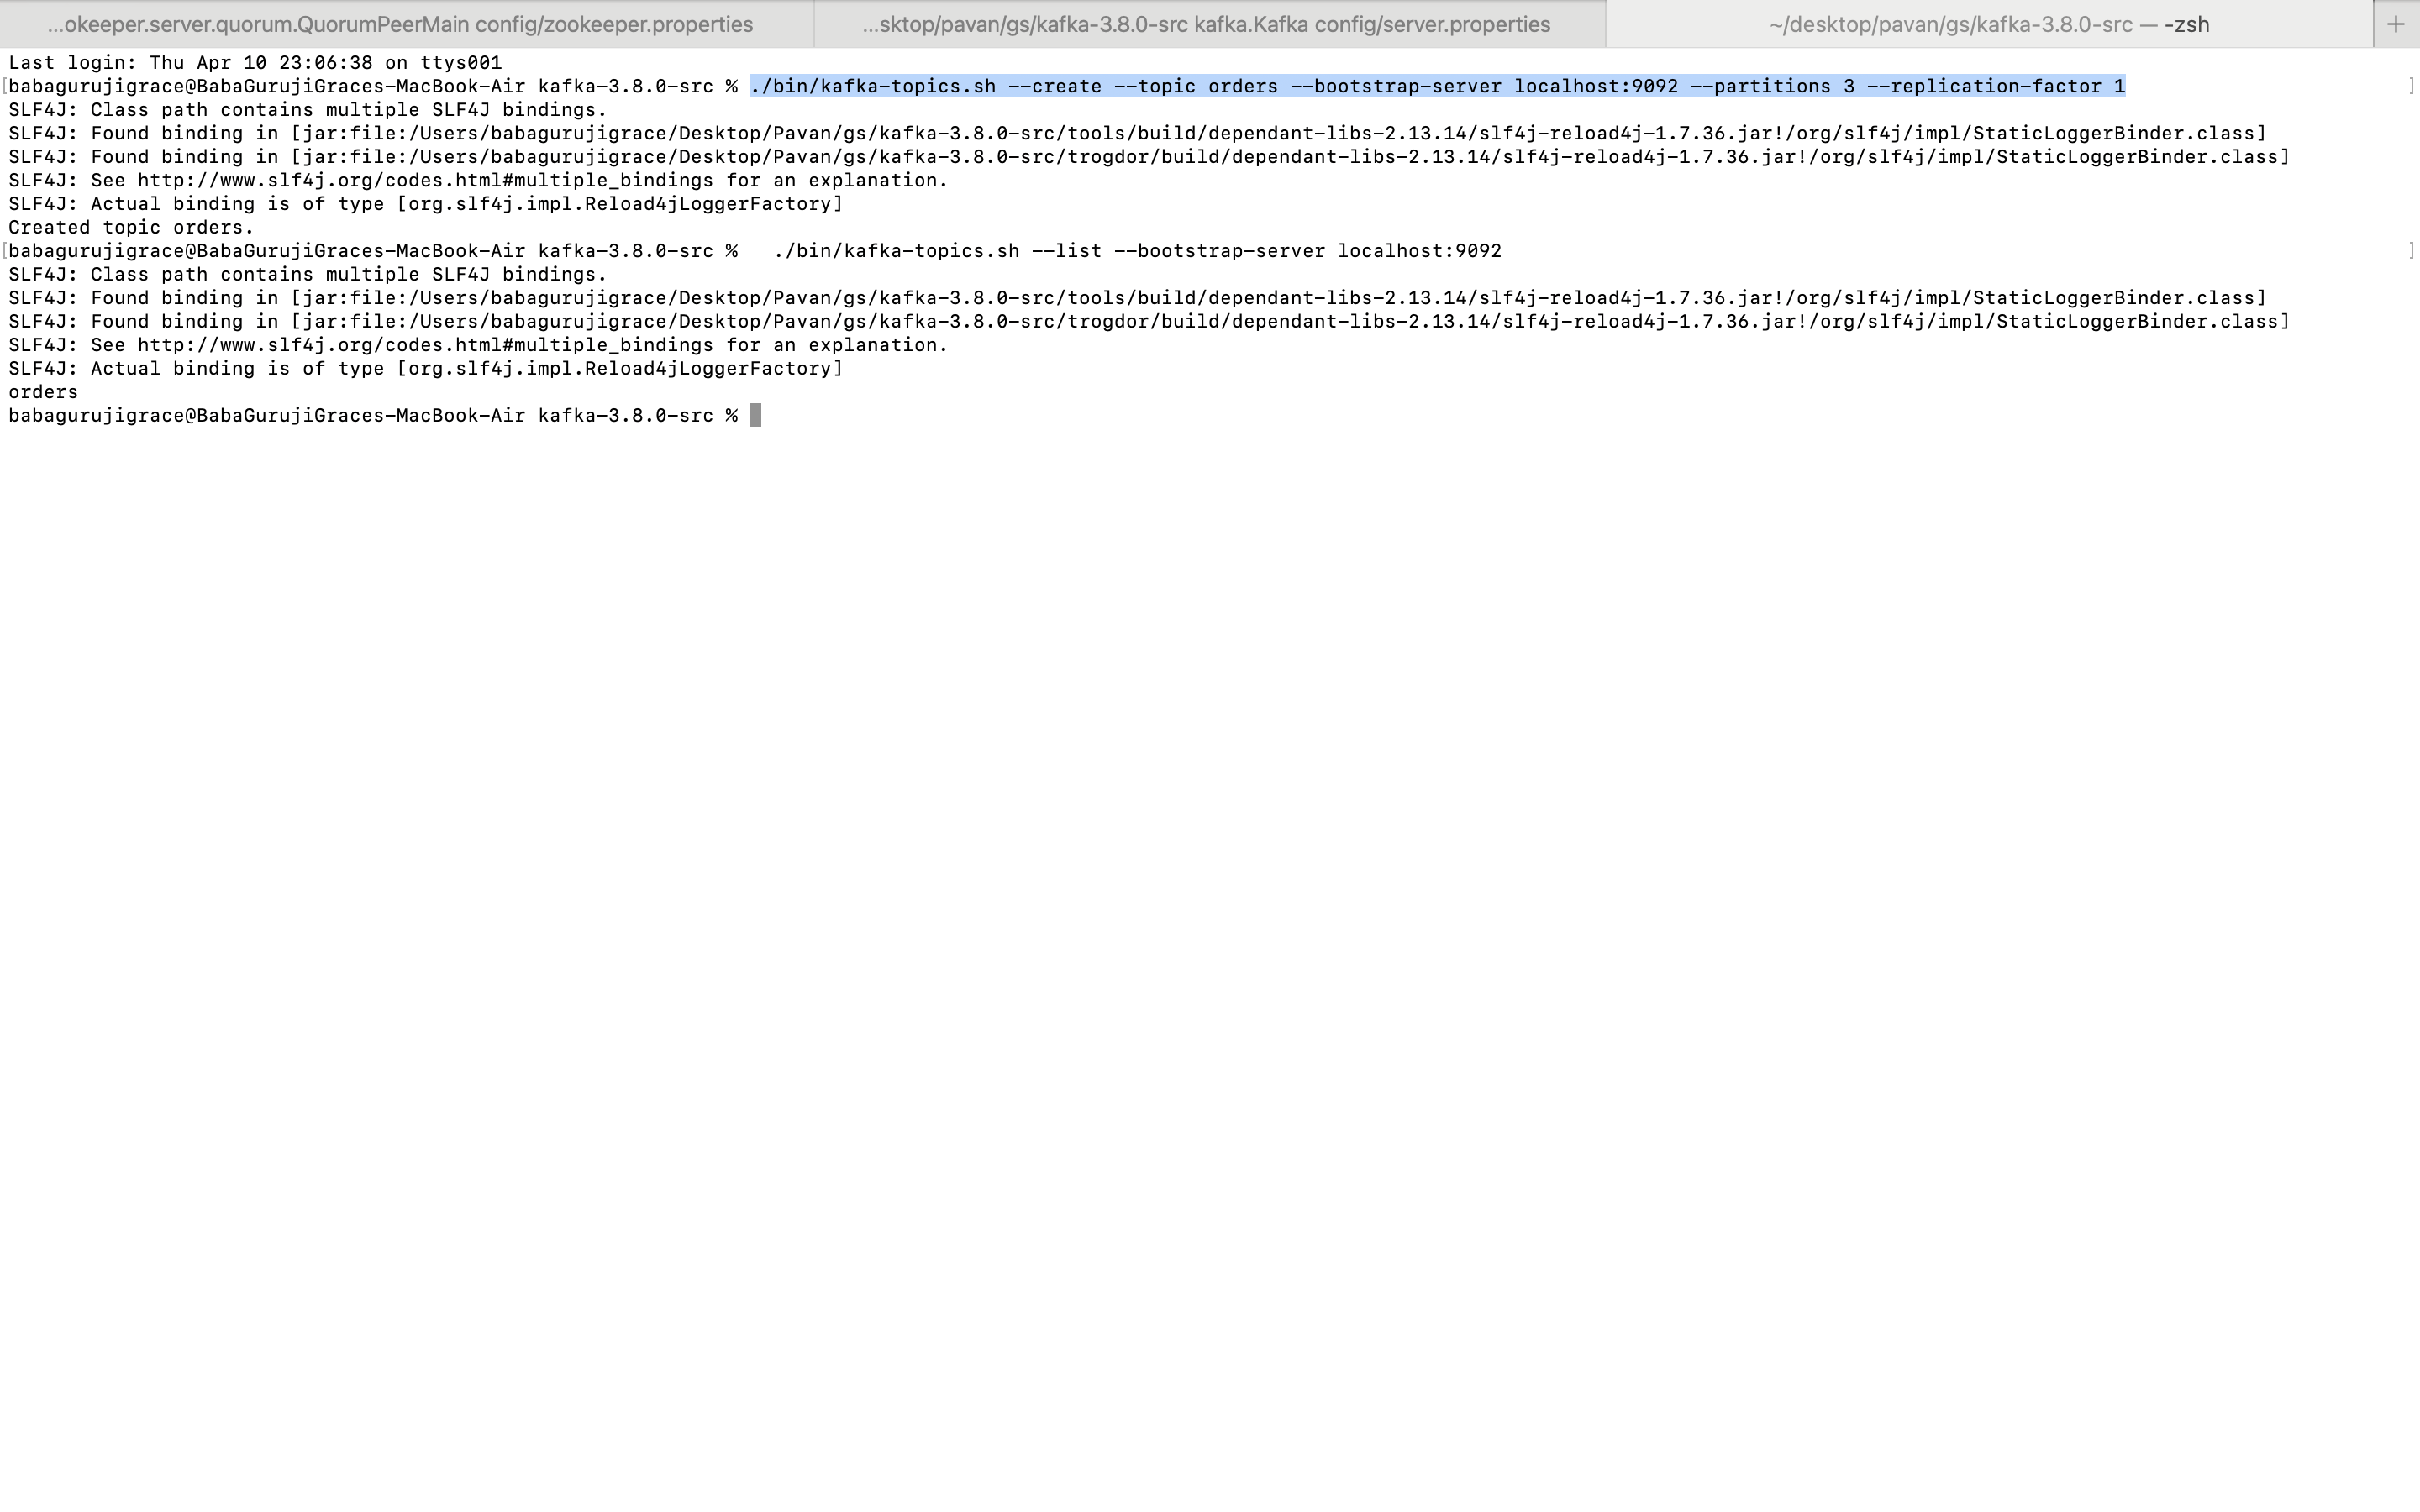 ...okeeper.server.quorum.QuorumPeerMain config/zookeeper.properties
...sktop/pavan/gs/kafka-3.8.0-src kafka.Kafka config/server.properties
~/desktop/pavan/gs/kafka-3.8.0-src — -zsh
+
Last login: Thu Apr 10 23:06:38 on ttys001
[babagurujigrace@BabaGurujiGraces-MacBook-Air kafka-3.8.0-src % ./bin/kafka-topics.sh --create --topic orders --bootstrap-server localhost:9092 --partitions 3 --replication-factor 1 ]
SLF4J: Class path contains multiple SLF4J bindings.
SLF4J: Found binding in [jar:file:/Users/babagurujigrace/Desktop/Pavan/gs/kafka-3.8.0-src/tools/build/dependant-libs-2.13.14/slf4j-reload4j-1.7.36.jar!/org/slf4j/impl/StaticLoggerBinder.class]
SLF4J: Found binding in [jar:file:/Users/babagurujigrace/Desktop/Pavan/gs/kafka-3.8.0-src/trogdor/build/dependant-libs-2.13.14/slf4j-reload4j-1.7.36.jar!/org/slf4j/impl/StaticLoggerBinder.class]
SLF4J: See http://www.slf4j.org/codes.html#multiple_bindings for an explanation.
SLF4J: Actual binding is of type [org.slf4j.impl.Reload4jLoggerFactory]
Created topic orders.
[babagurujigrace@BabaGurujiGraces-MacBook-Air kafka-3.8.0-src %   ./bin/kafka-topics.sh --list --bootstrap-server localhost:9092 ]
SLF4J: Class path contains multiple SLF4J bindings.
SLF4J: Found binding in [jar:file:/Users/babagurujigrace/Desktop/Pavan/gs/kafka-3.8.0-src/tools/build/dependant-libs-2.13.14/slf4j-reload4j-1.7.36.jar!/org/slf4j/impl/StaticLoggerBinder.class]
SLF4J: Found binding in [jar:file:/Users/babagurujigrace/Desktop/Pavan/gs/kafka-3.8.0-src/trogdor/build/dependant-libs-2.13.14/slf4j-reload4j-1.7.36.jar!/org/slf4j/impl/StaticLoggerBinder.class]
SLF4J: See http://www.slf4j.org/codes.html#multiple_bindings for an explanation.
SLF4J: Actual binding is of type [org.slf4j.impl.Reload4jLoggerFactory]
orders
babagurujigrace@BabaGurujiGraces-MacBook-Air kafka-3.8.0-src %